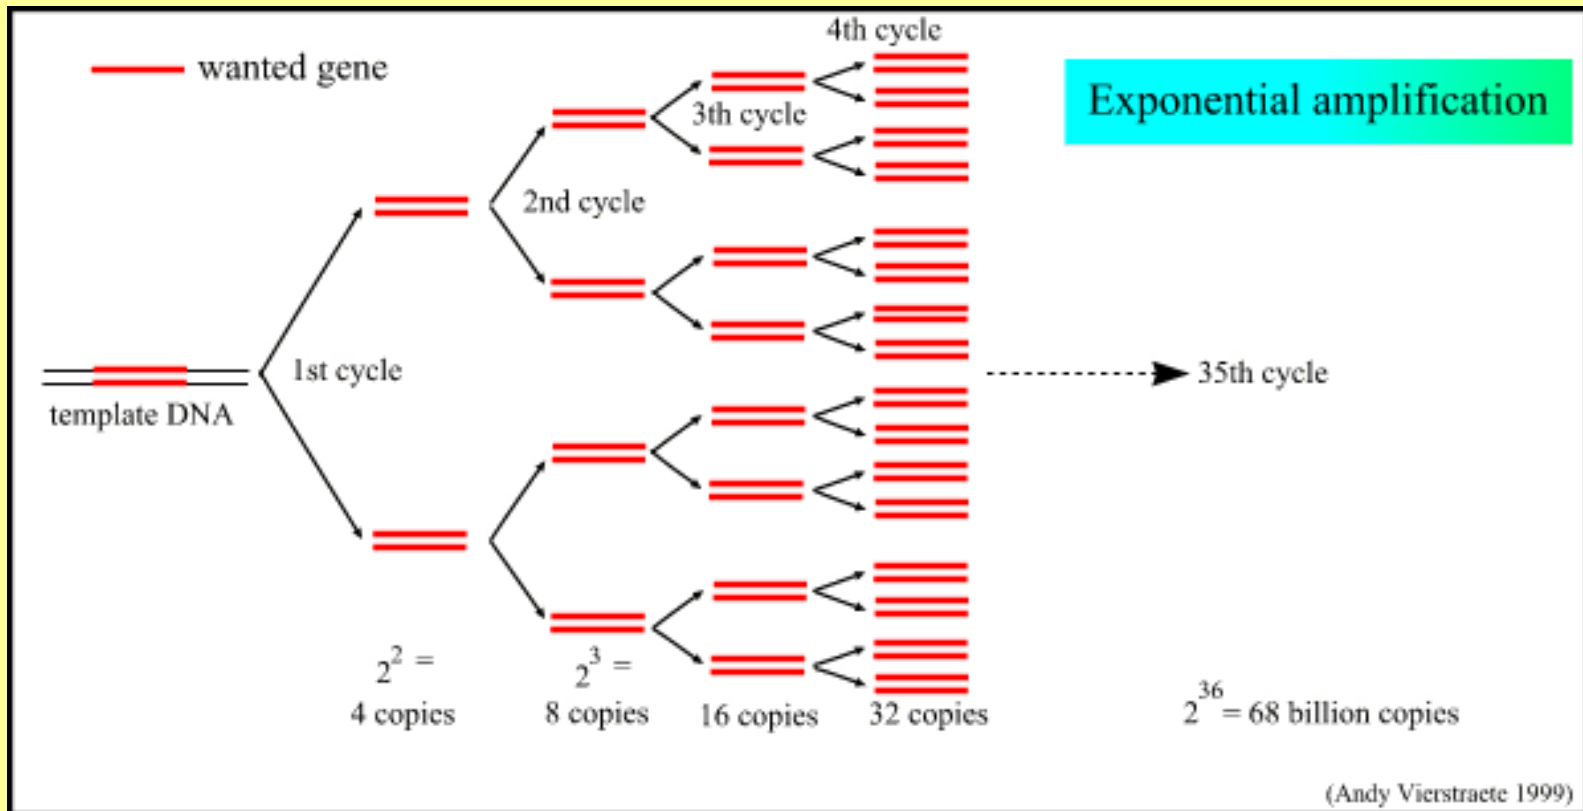 4th cycle
wanted gene
Exponential amplification
3th cycle
2nd cycle
1st cycle
35th cycle
template DNA
2² =
2³ =
4 copies
8 copies
16 copies
32 copies
2³⁶= 68 billion copies
(Andy Vierstraete 1999)